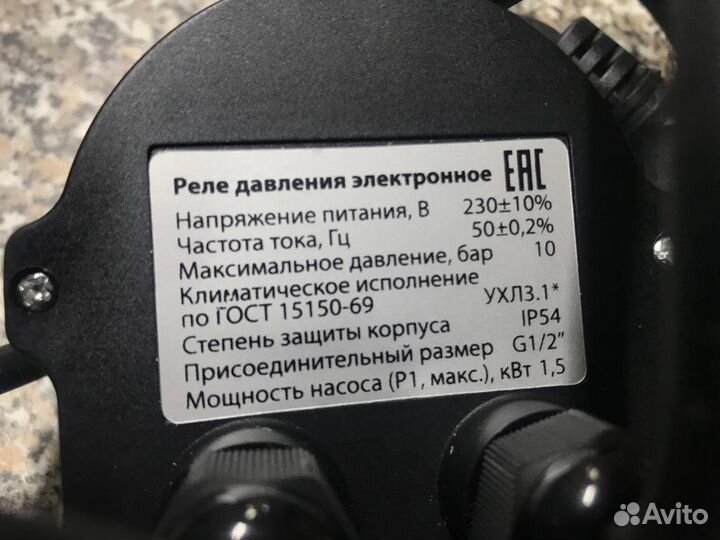 Реле давления электронное EAC
Напряжение питания, В 230±10%
Частота тока, Гц 50±0,2%
Максимальное давление, бар 10
Климатическое исполнение
по ГОСТ 15150-69 УХЛ3.1*
Степень защиты корпуса IP54
Присоединительный размер G1/2”
Мощность насоса (P1, макс.), кВт 1,5
Avito